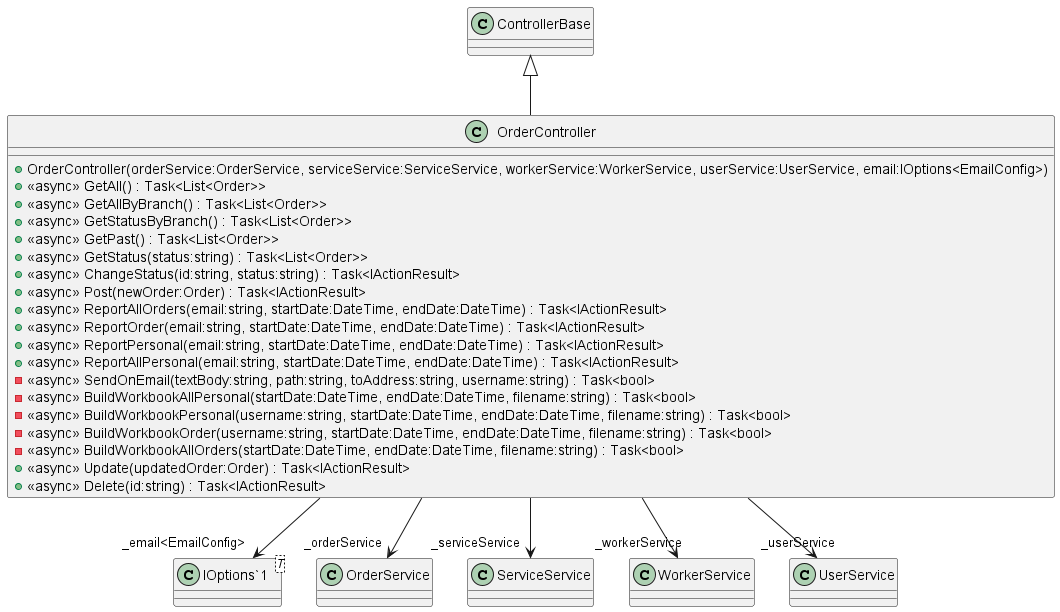 C ControllerBase
C OrderController
OrderController(orderService:OrderService, serviceService:ServiceService, workerService:WorkerService, userService:UserService, email:IOptions<EmailConfig>)
«async» GetAll() : Task<List<Order>>
«async» GetAllByBranch() : Task<List<Order>>
«async» GetStatusByBranch() : Task<List<Order>>
«async» GetPast() : Task<List<Order>>
«async» GetStatus(status:string) : Task<List<Order>>
«async» ChangeStatus(id:string, status:string) : Task<IActionResult>
«async» Post(newOrder:Order) : Task<IActionResult>
«async» ReportAllOrders(email:string, startDate:DateTime, endDate:DateTime) : Task<IActionResult>
«async» ReportOrder(email:string, startDate:DateTime, endDate:DateTime) : Task<IActionResult>
«async» ReportPersonal(email:string, startDate:DateTime, endDate:DateTime) : Task<IActionResult>
«async» ReportAllPersonal(email:string, startDate:DateTime, endDate:DateTime) : Task<IActionResult>
«async» SendOnEmail(textBody:string, path:string, toAddress:string, username:string) : Task<bool>
«async» BuildWorkbookAllPersonal(startDate:DateTime, endDate:DateTime, filename:string) : Task<bool>
«async» BuildWorkbookPersonal(username:string, startDate:DateTime, endDate:DateTime, filename:string) : Task<bool>
«async» BuildWorkbookOrder(username:string, startDate:DateTime, endDate:DateTime, filename:string) : Task<bool>
«async» BuildWorkbookAllOrders(startDate:DateTime, endDate:DateTime, filename:string) : Task<bool>
«async» Update(updatedOrder:Order) : Task<IActionResult>
«async» Delete(id:string) : Task<IActionResult>
_email<EmailConfig> _orderService _serviceService _workerService _userService
C IOptions`1 T C OrderService C ServiceService C WorkerService C UserService